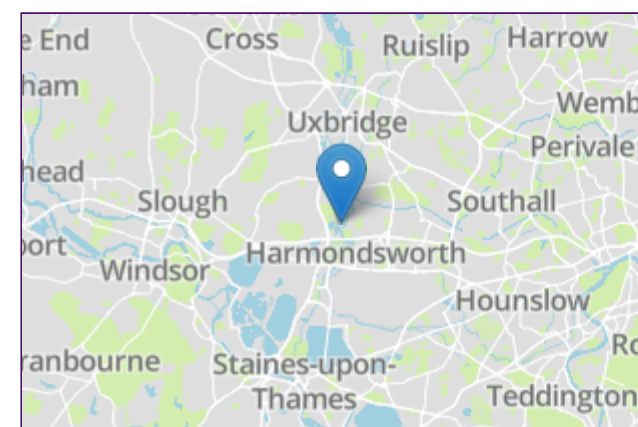 e End
Cross
Ruislip
Harrow
ham
Wemb
Uxbridge
Perivale
head
Slough
Southall
port
Harmondsworth
Windsor
Hounslow
Ro
ranbourne
Staines-upon-
Thames
Teddington